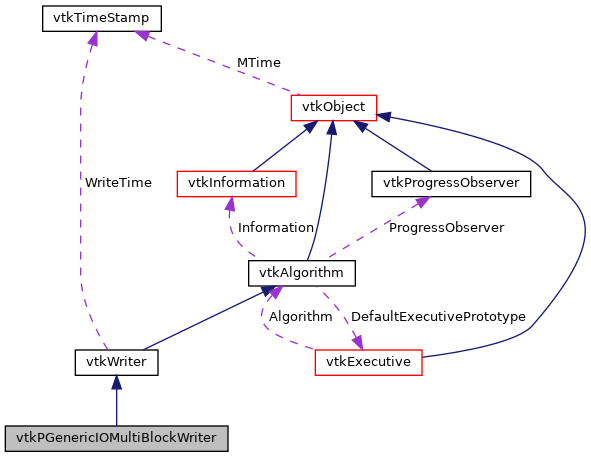 vtkTimeStamp
MTime
vtkObject
WriteTime
vtkInformation
vtkProgressObserver
Information
ProgressObserver
vtkAlgorithm
Algorithm
DefaultExecutivePrototype
vtkWriter
vtkExecutive
vtkPGenericIOMultiBlockWriter